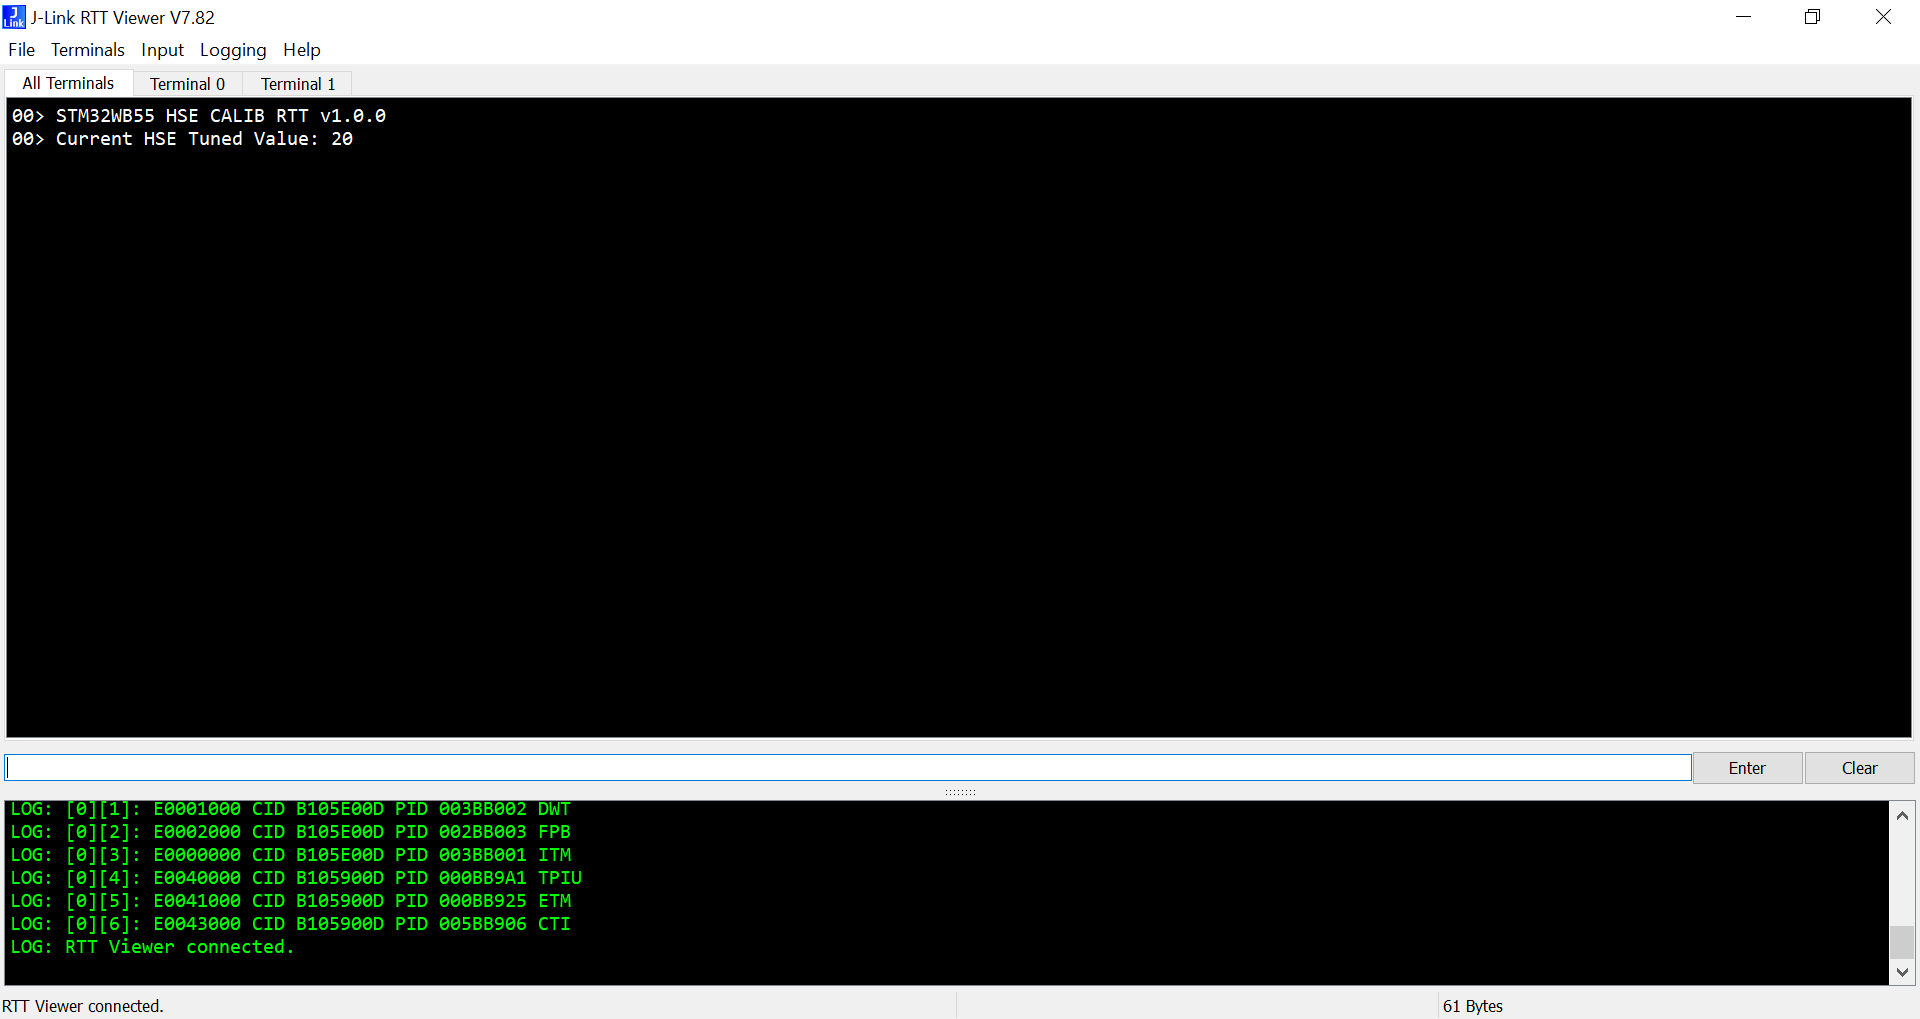 J Link J-Link RTT Viewer V7.82
File Terminals Input Logging Help
All Terminals Terminal 0 Terminal 1
00> STM32WB55 HSE CALIB RTT v1.0.0
00> Current HSE Tuned Value: 20
Enter Clear
LOG: [0][1]: E0001000 CID B105E00D PID 003BB002 DWT
LOG: [0][2]: E0002000 CID B105E00D PID 002BB003 FPB
LOG: [0][3]: E0000000 CID B105E00D PID 003BB001 ITM
LOG: [0][4]: E0040000 CID B105900D PID 000BB9A1 TPIU
LOG: [0][5]: E0041000 CID B105900D PID 000BB925 ETM
LOG: [0][6]: E0043000 CID B105900D PID 005BB906 CTI
LOG: RTT Viewer connected.
RTT Viewer connected. 61 Bytes